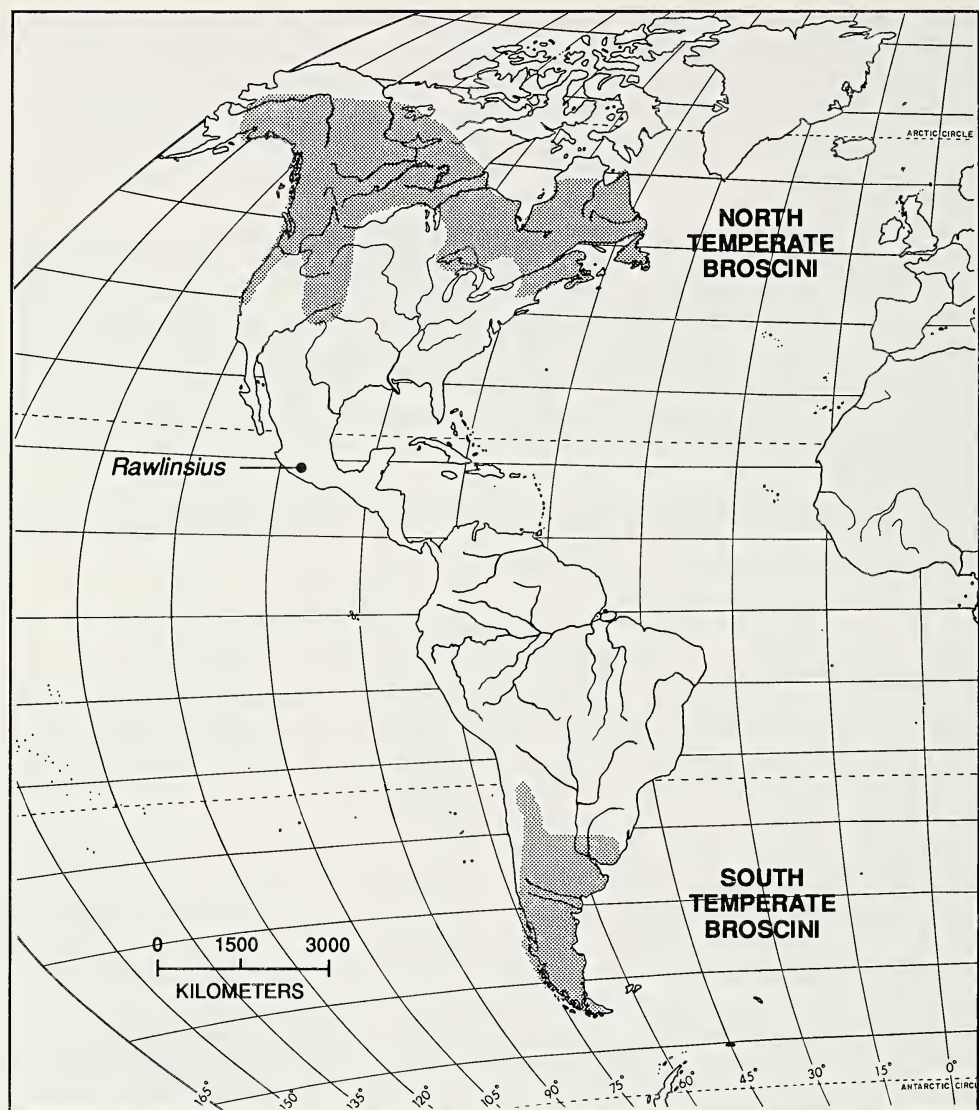 ARCTIC CIRCLE
NORTH
TEMPERATE
BROSCINI
Rawlinsius
SOUTH
TEMPERATE
BROSCINI
0 1500 3000
KILOMETERS
165° 150° 135° 120° 105° 90° 75° 60° 45° 30° 15° 0°
ANTARCTIC CIRCL